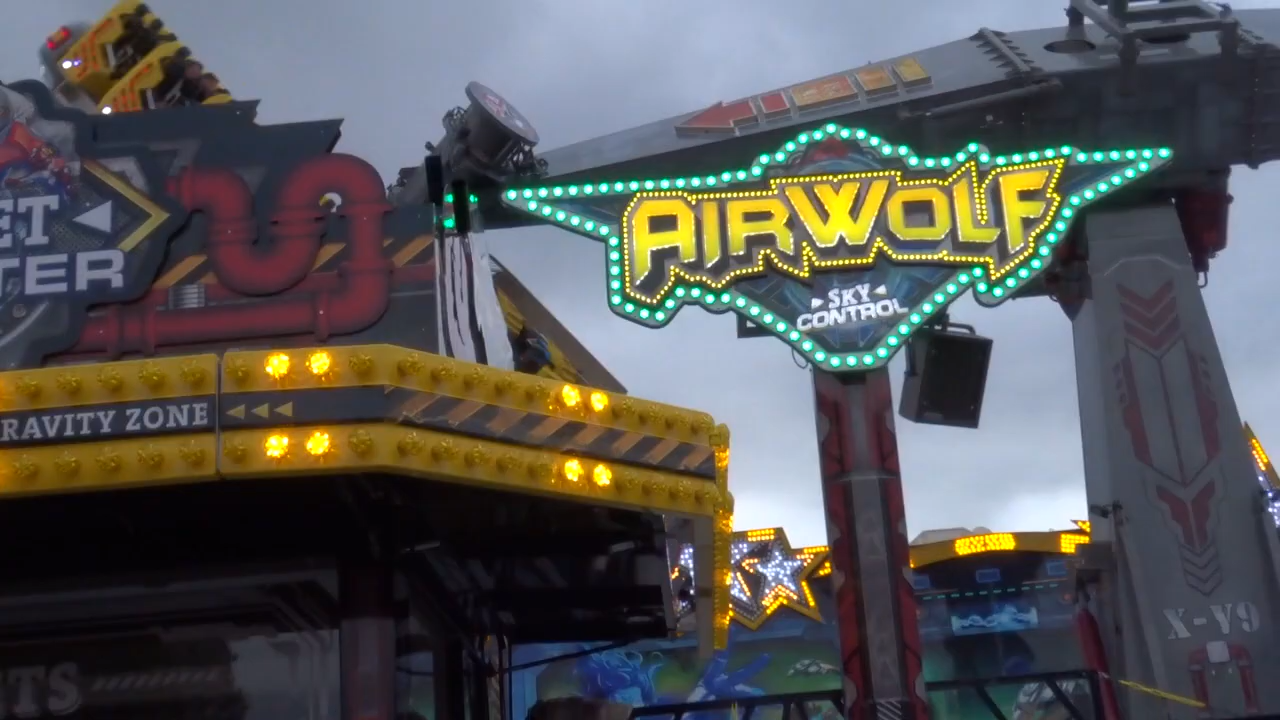 ET
TER
AIRWOLF
SKY
CONTROL
RAVITY ZONE
X-V9
TS